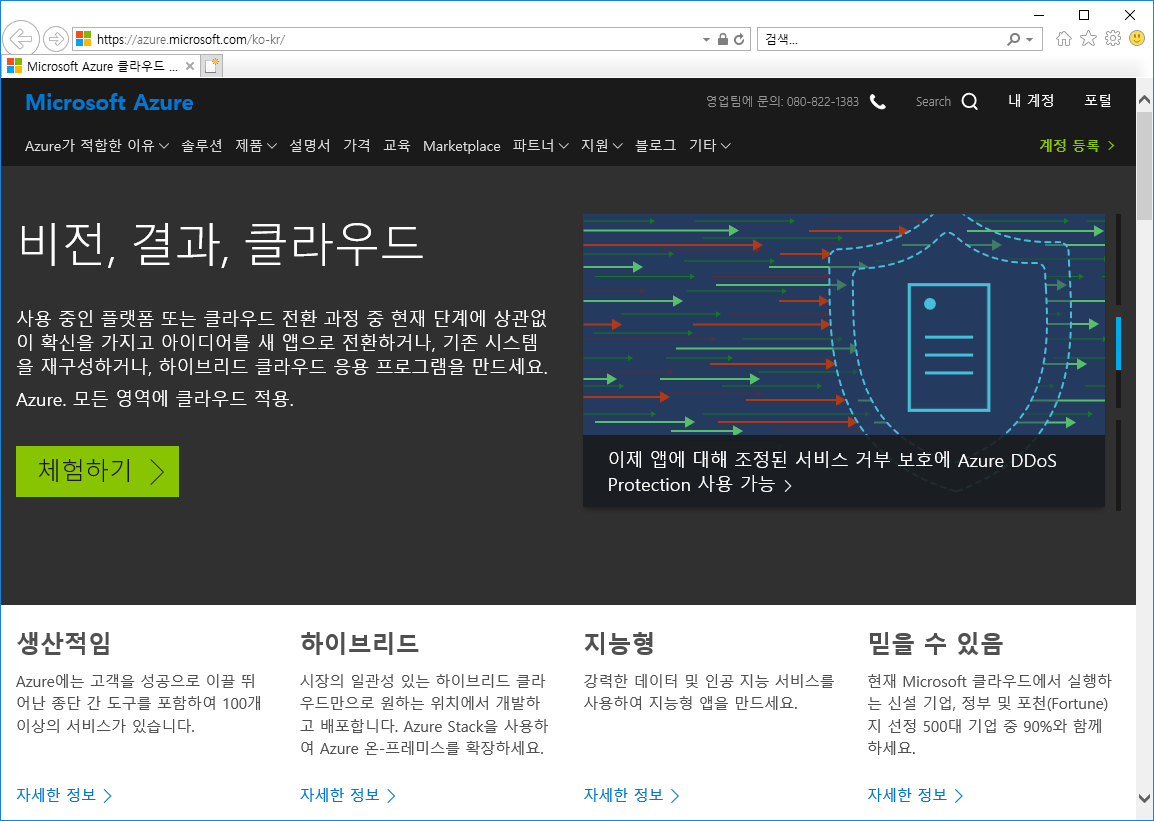 https://azure.microsoft.com/ko-kr/
검색...
Microsoft Azure 클라우드 ...
Microsoft Azure
영업팀에 문의: 080-822-1383
Search
내 계정
포털
Azure가 적합한 이유 솔루션 제품 설명서 가격 교육 Marketplace 파트너 지원 블로그 기타
계정 등록
비전, 결과, 클라우드
사용 중인 플랫폼 또는 클라우드 전환 과정 중 현재 단계에 상관없
이 확신을 가지고 아이디어를 새 앱으로 전환하거나, 기존 시스템
을 재구성하거나, 하이브리드 클라우드 응용 프로그램을 만드세요.
Azure. 모든 영역에 클라우드 적용.
체험하기
이제 앱에 대해 조정된 서비스 거부 보호에 Azure DDoS
Protection 사용 가능
생산적임
Azure에는 고객을 성공으로 이끌 뛰
어난 종단 간 도구를 포함하여 100개
이상의 서비스가 있습니다.
자세한 정보
하이브리드
시장의 일관성 있는 하이브리드 클라
우드만으로 원하는 위치에서 개발하
고 배포합니다. Azure Stack을 사용하
여 Azure 온-프레미스를 확장하세요.
자세한 정보
지능형
강력한 데이터 및 인공 지능 서비스를
사용하여 지능형 앱을 만드세요.
자세한 정보
믿을 수 있음
현재 Microsoft 클라우드에서 실행하
는 신설 기업, 정부 및 포천(Fortune)
지 선정 500대 기업 중 90%와 함께
하세요.
자세한 정보